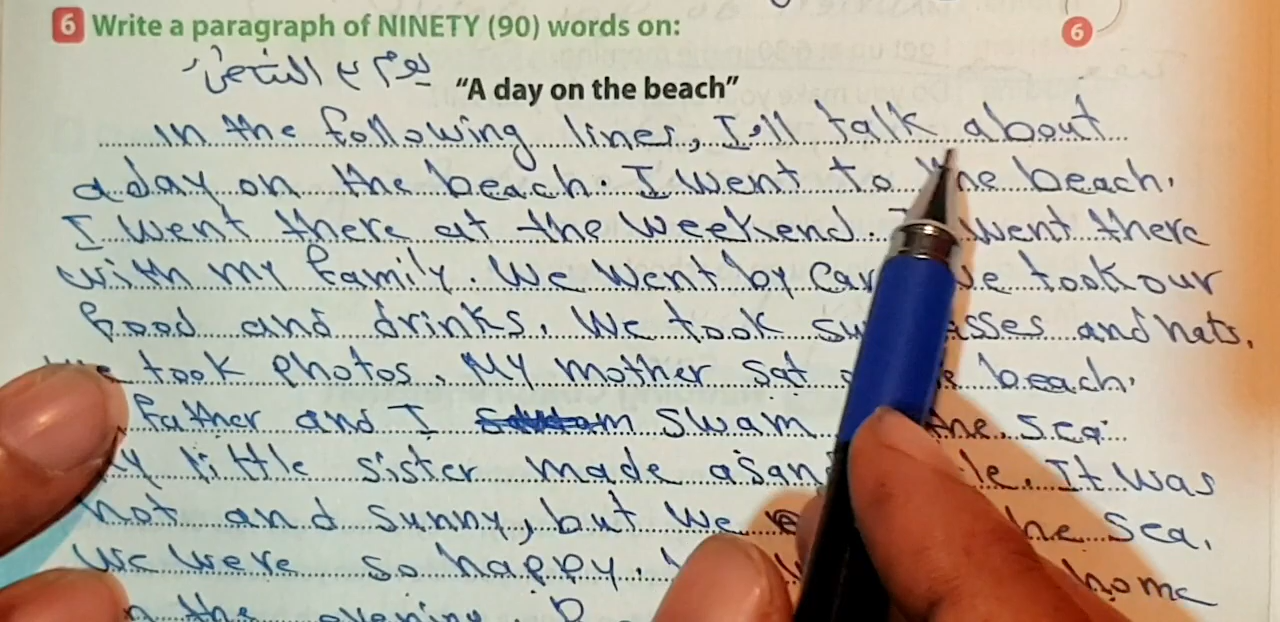 6 Write a paragraph of NINETY (90) words on:
6
يوم ع الشاطئ
"A day on the beach"
In the following lines, I'll talk about
a day on the beach. I went to the beach.
I went there at the weekend. I went there
with my family. We went by car We took our
food and drinks. We took and hats.
We took photos. My mother sat beach.
father and I swam the sea
My little sister made a It was
hot and sunny, but we the sea.
We were so happy. home
the evening.